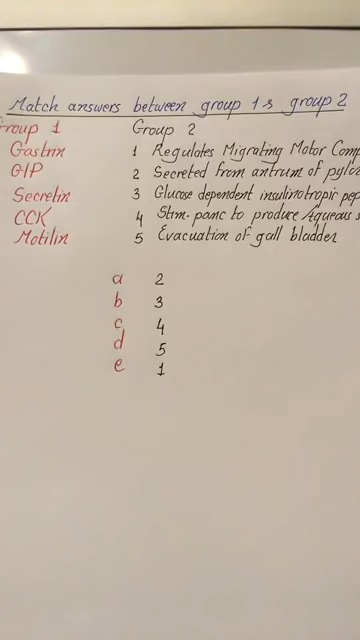 Match answers between group 1 & group 2
Group 1 Group 2
Gastrin 1 Regulates Migrating Motor Comp
GIP 2 Secreted from antrum of pylor
Secretin 3 Glucose dependent insulinotropic pep
CCK 4 Stim. panc to produce Aqueous s
Motilin 5 Evacuation of gall bladder
a 2
b 3
c 4
d 5
e 1